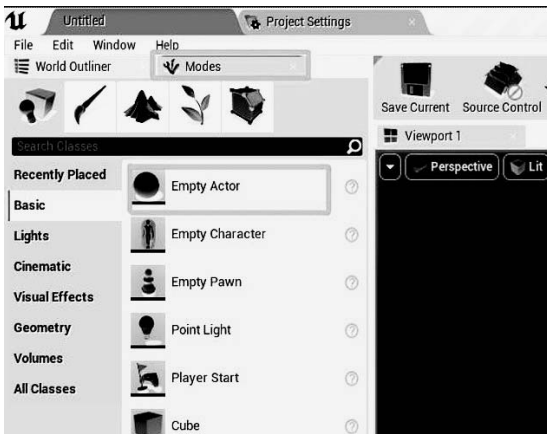 Untitled
Project Settings
File Edit Window Help
World Outliner
Modes
Save Current
Source Control
Search Classes
Viewport 1
Perspective
Lit
Recently Placed
Basic
Lights
Cinematic
Visual Effects
Geometry
Volumes
All Classes
Empty Actor
Empty Character
Empty Pawn
Point Light
Player Start
Cube